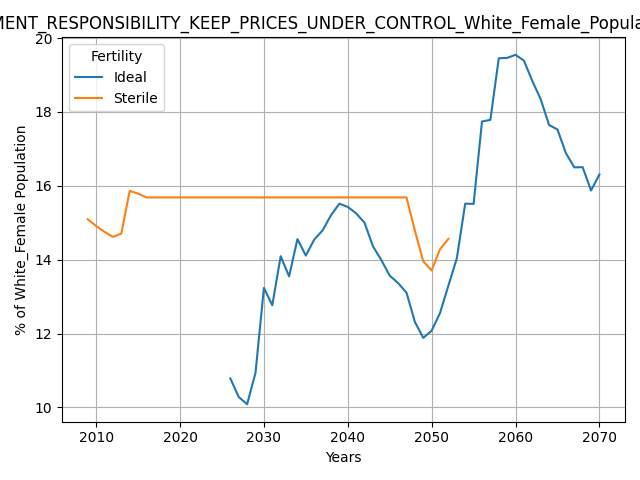 MENT_RESPONSIBILITY_KEEP_PRICES_UNDER_CONTROL_White_Female_Popula
Fertility
Ideal
Sterile
% of White_Female Population
20
18
16
14
12
10
2010 2020 2030 2040 2050 2060 2070
Years